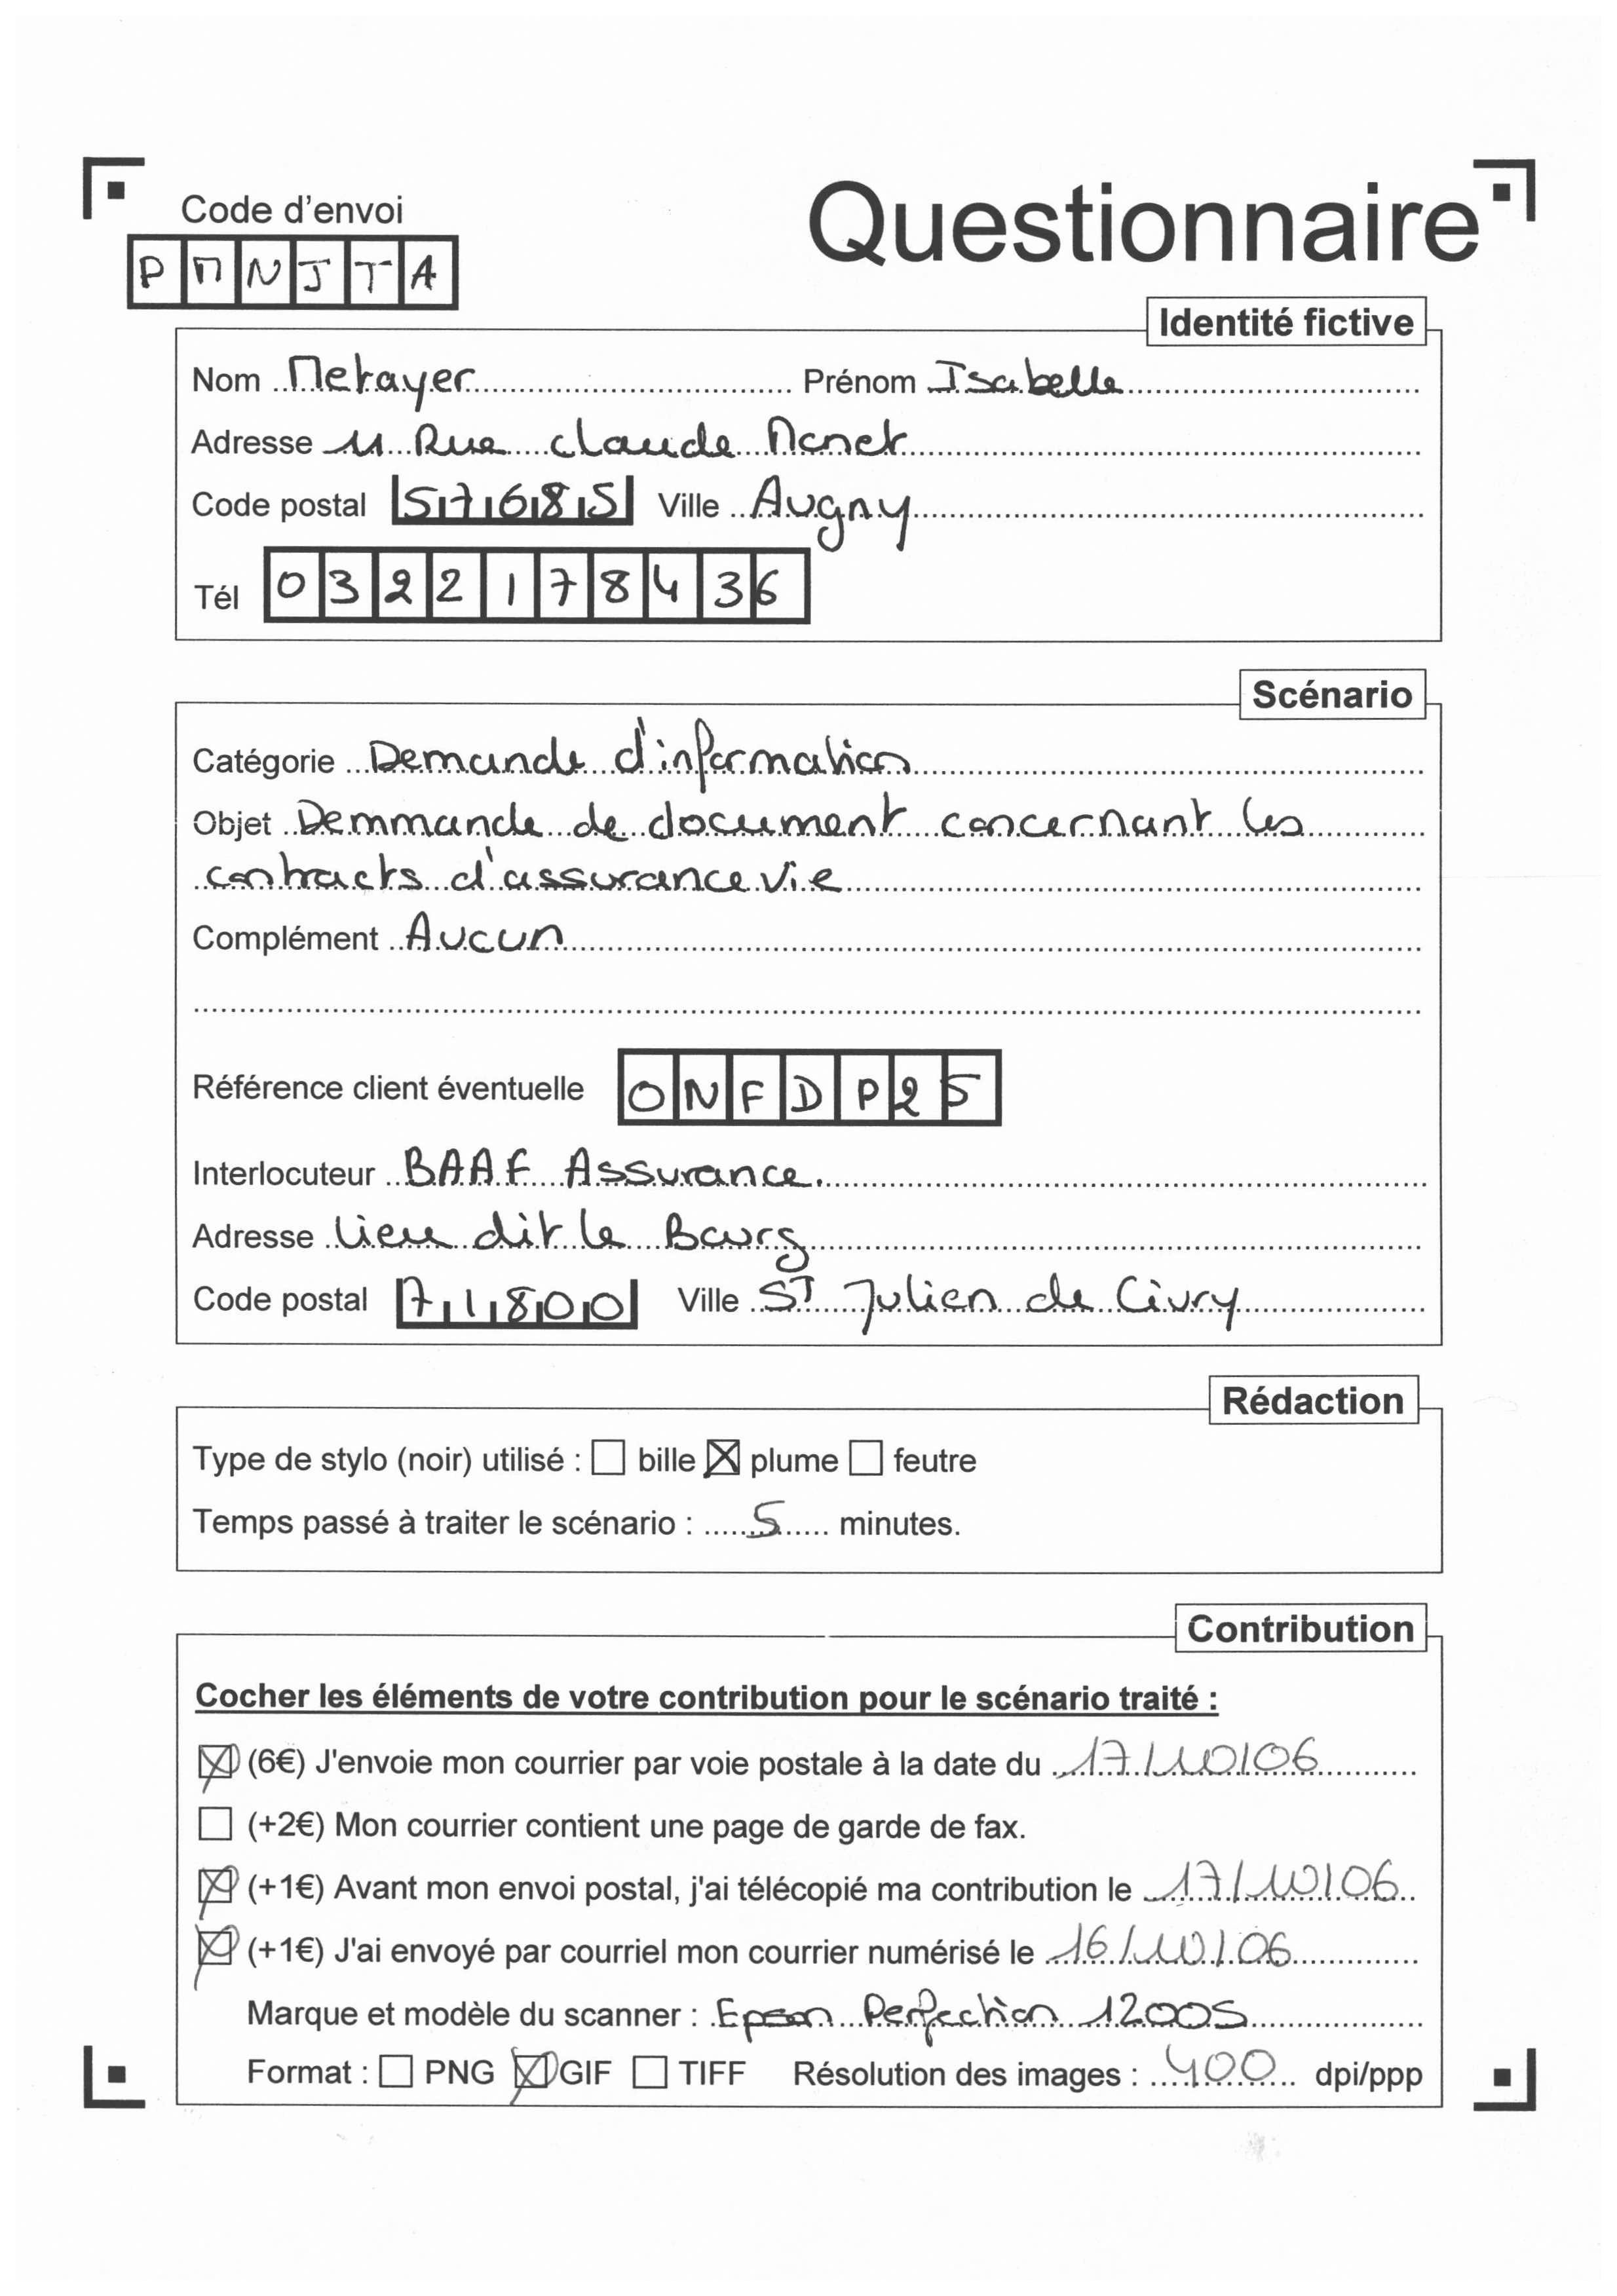 Code d'envoi
Questionnaire
PMNJTA
Identité fictive
Nom Metayer Prénom Isabelle
Adresse 11 Rue claude Monet
Code postal 57685 Ville Augny
Tél 0322178436
Scénario
Catégorie Demande d'information
Objet Demmande de document concernant les
contracts d'assurance vie
Complément Aucun
Référence client éventuelle ONFDP25
Interlocuteur BAAF Assurance.
Adresse lieu dit le Bourg
Code postal 71800 Ville ST Julien de Civry
Rédaction
Type de stylo (noir) utilisé : ☐ bille ☒ plume ☐ feutre
Temps passé à traiter le scénario : 5 minutes.
Contribution
Cocher les éléments de votre contribution pour le scénario traité :
☒ (6€) J'envoie mon courrier par voie postale à la date du 17/10/06
☐ (+2€) Mon courrier contient une page de garde de fax.
☒ (+1€) Avant mon envoi postal, j'ai télécopié ma contribution le 17/10/06
☒ (+1€) J'ai envoyé par courriel mon courrier numérisé le 16/10/06
Marque et modèle du scanner : Epson Perfection 1200S
Format : ☐ PNG ☒ GIF ☐ TIFF Résolution des images : 400 dpi/ppp